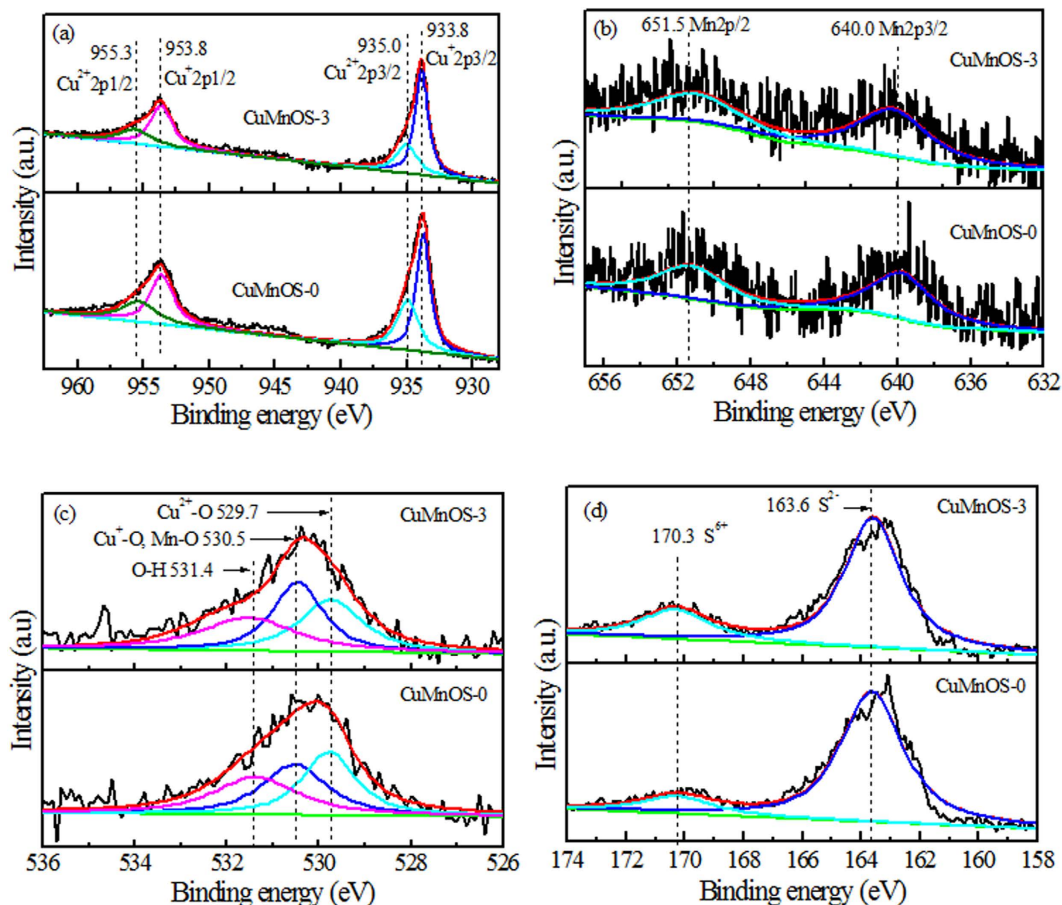 (a)
955.3
953.8
935.0
933.8
Cu²⁺2p1/2
Cu⁺2p1/2
Cu²⁺2p3/2
Cu⁺2p3/2
CuMnOS-3
CuMnOS-0
Intensity (a.u.)
960 955 950 945 940 935 930
Binding energy (eV)
(b)
651.5 Mn2p/2
640.0 Mn2p3/2
CuMnOS-3
CuMnOS-0
Intensity (a.u.)
656 652 648 644 640 636 632
Binding energy (eV)
(c)
Cu²⁺-O 529.7
Cu⁺-O, Mn-O 530.5
O-H 531.4
CuMnOS-3
CuMnOS-0
Intensity (a.u.)
536 534 532 530 528 526
Binding energy (eV)
(d)
163.6 S²⁻
170.3 S⁶⁺
CuMnOS-3
CuMnOS-0
Intensity (a.u.)
174 172 170 168 166 164 162 160 158
Binding energy (eV)